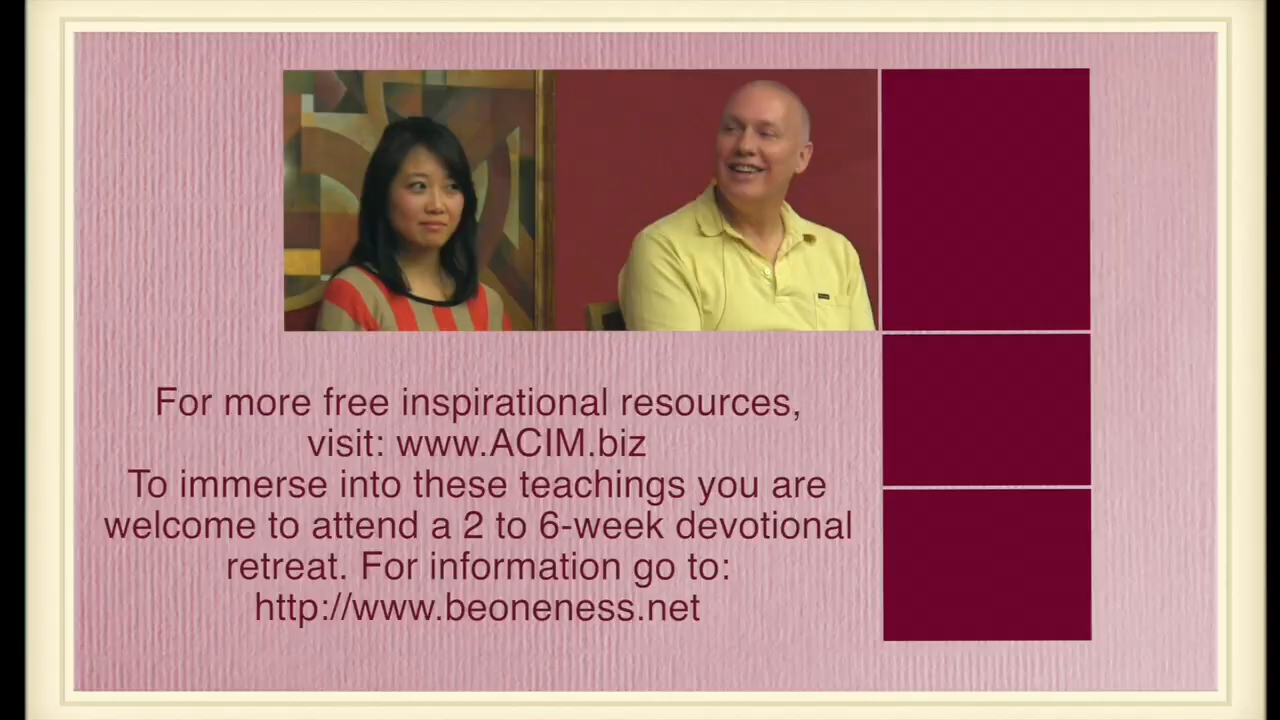 For more free inspirational resources,
visit: www.ACIM.biz
To immerse into these teachings you are
welcome to attend a 2 to 6-week devotional
retreat. For information go to:
http://www.beoneness.net